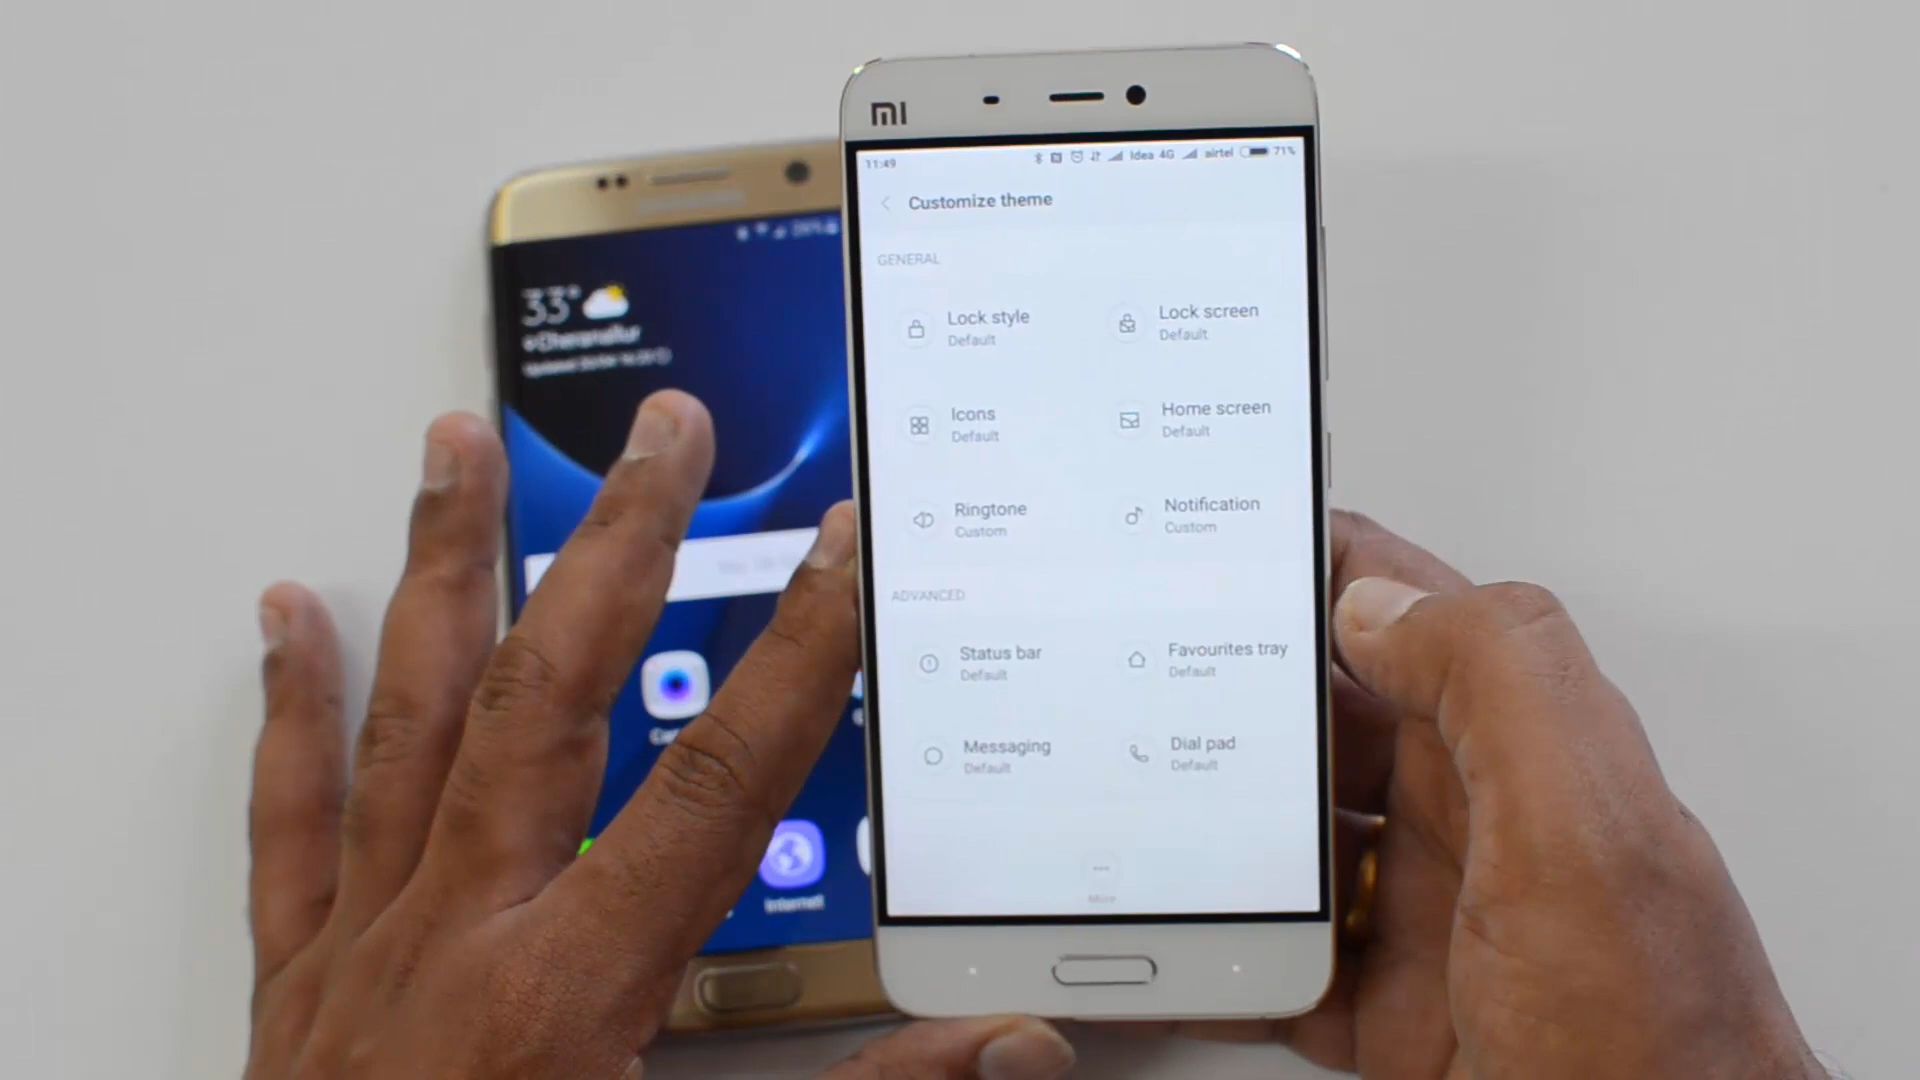 MI
11:49
Idea 4G
airtel
71%
Customize theme
GENERAL
Lock style
Default
Lock screen
Default
Icons
Default
Home screen
Default
Ringtone
Custom
Notification
Custom
ADVANCED
Status bar
Default
Favourites tray
Default
Messaging
Default
Dial pad
Default
More
33°
Internet